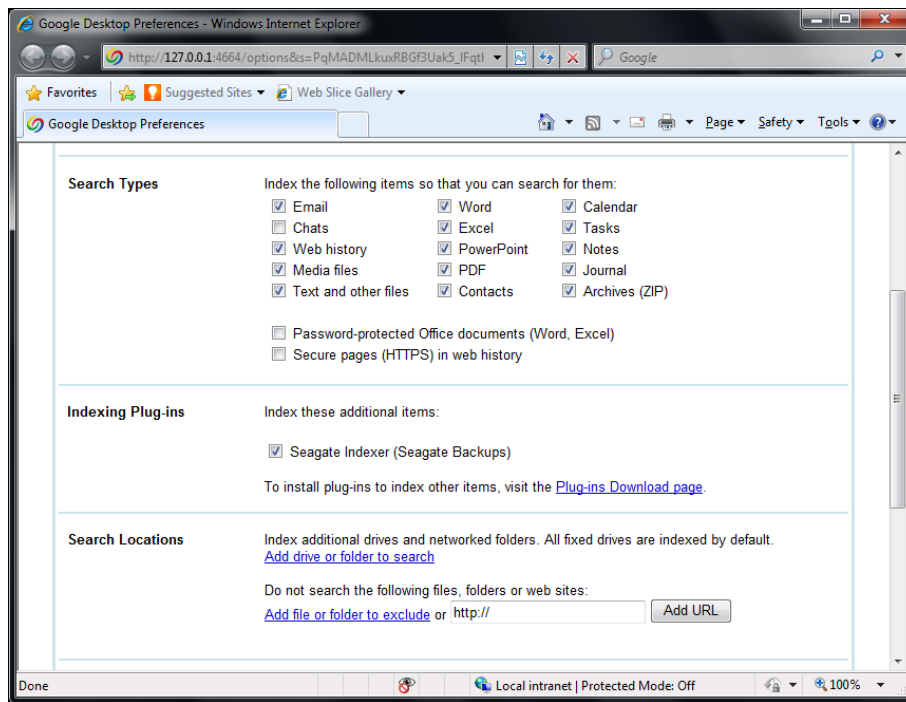 Google Desktop Preferences - Windows Internet Explorer
http://127.0.0.1:4664/options&s=PqMADMLkuxRBGf3Uak5_IFqtH
Google
Favorites Suggested Sites Web Slice Gallery
Google Desktop Preferences Page Safety Tools
Search Types Index the following items so that you can search for them:
Email Word Calendar
Chats Excel Tasks
Web history PowerPoint Notes
Media files PDF Journal
Text and other files Contacts Archives (ZIP)
Password-protected Office documents (Word, Excel)
Secure pages (HTTPS) in web history
Indexing Plug-ins Index these additional items:
Seagate Indexer (Seagate Backups)
To install plug-ins to index other items, visit the Plug-ins Download page.
Search Locations Index additional drives and networked folders. All fixed drives are indexed by default.
Add drive or folder to search
Do not search the following files, folders or web sites:
Add file or folder to exclude or http:// Add URL
Done Local intranet | Protected Mode: Off 100%